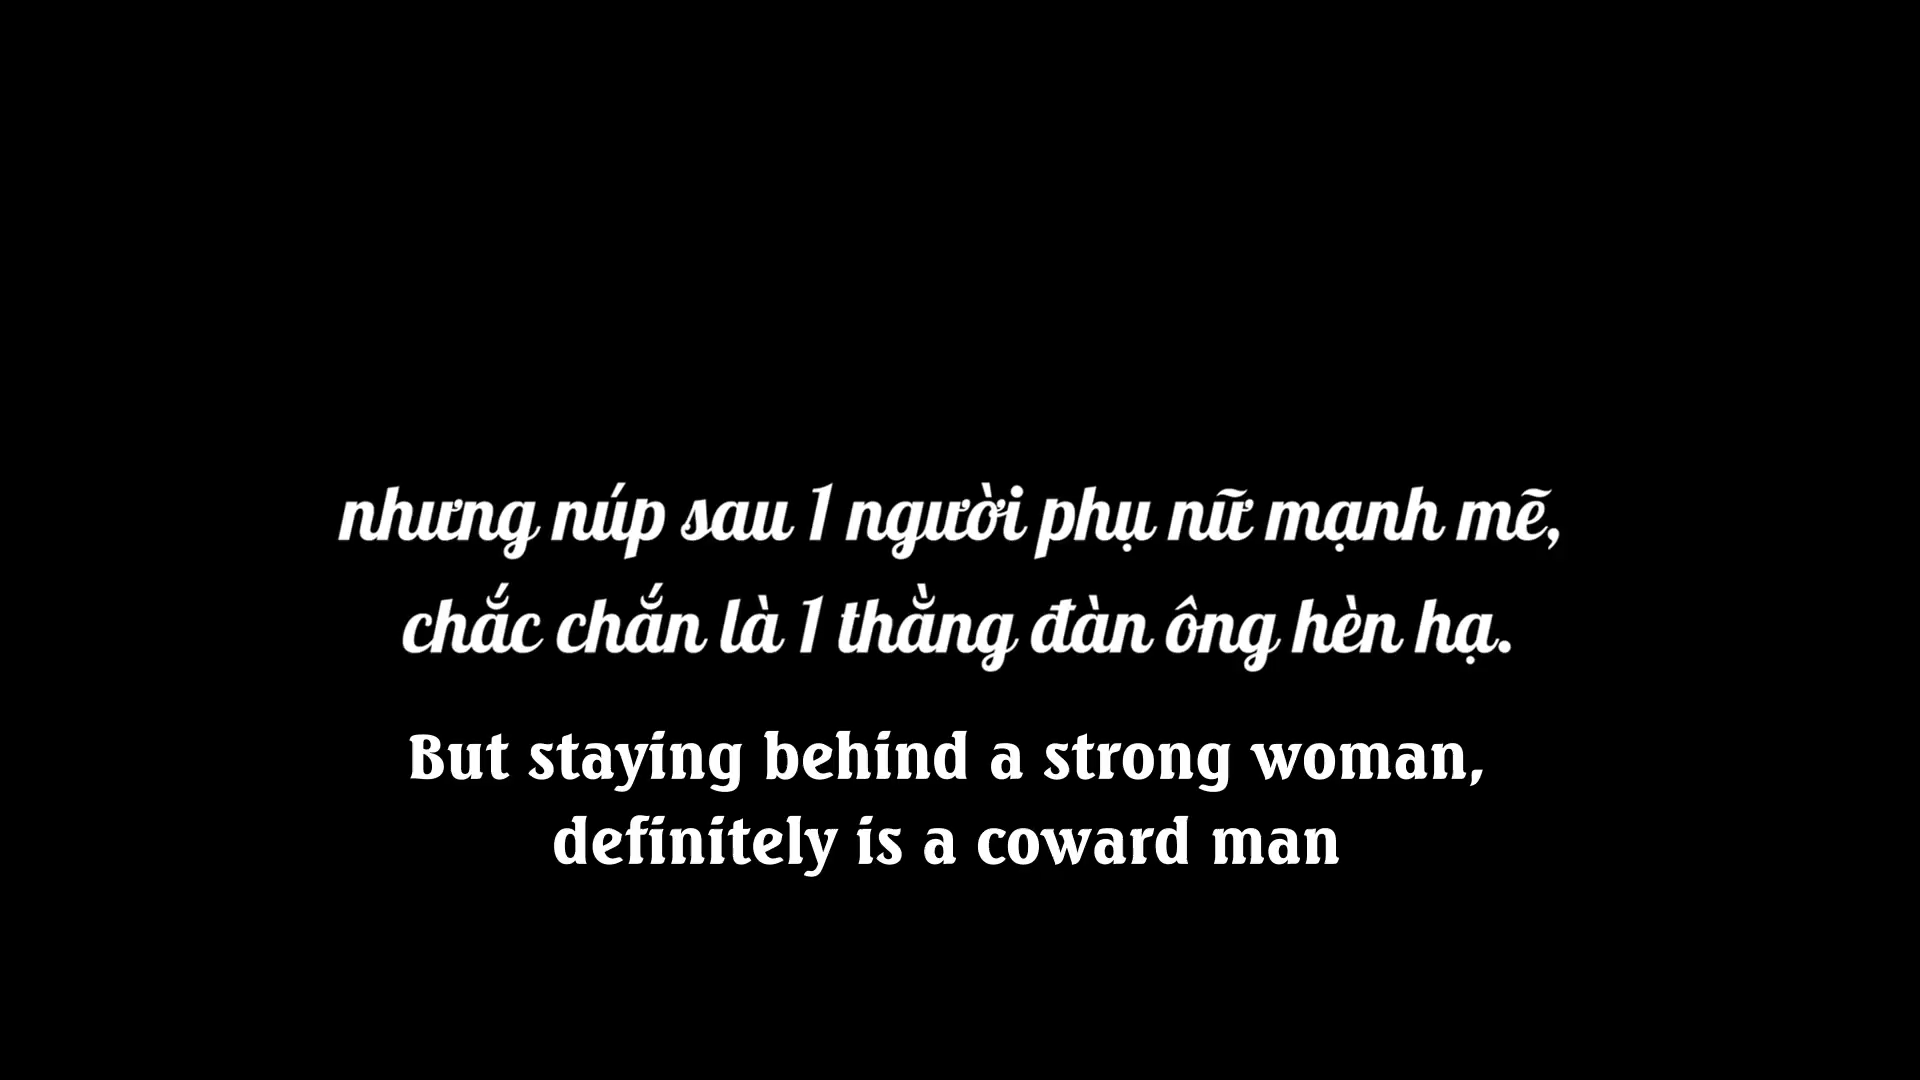 nhưng núp sau 1 người phụ nữ mạnh mẽ,
chắc chắn là 1 thằng đàn ông hèn hạ.
But staying behind a strong woman,
definitely is a coward man